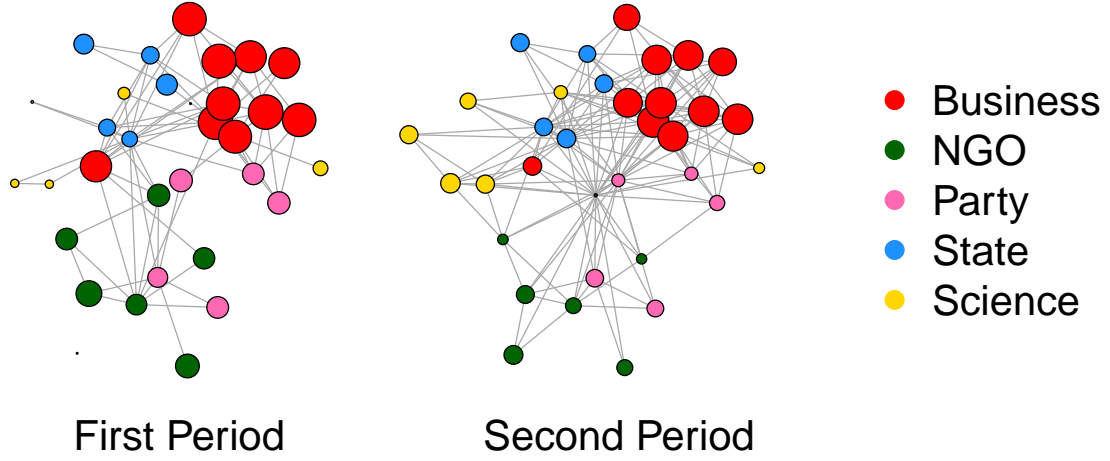 Business
NGO
Party
State
Science
First Period
Second Period